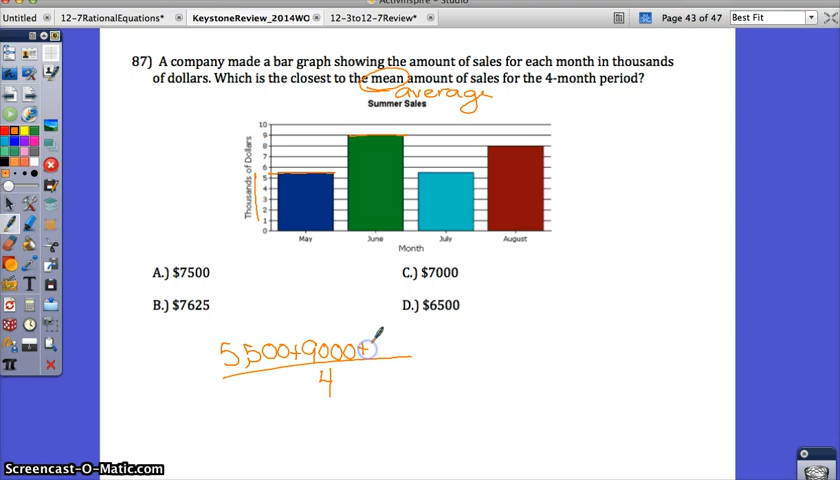 ActivInspire - Studio
Untitled
12-7RationalEquations*
KeystoneReview_2014WO
12-3to12-7Review*
Page 43 of 47
Best Fit
87) A company made a bar graph showing the amount of sales for each month in thousands
of dollars. Which is the closest to the mean amount of sales for the 4-month period?
average
Summer Sales
10
9
8
7
6
5
4
3
2
1
0
Thousands of Dollars
May
June
July
August
Month
A.) $7500
C.) $7000
B.) $7625
D.) $6500
5,500+9000+
4
Screencast-O-Matic.com